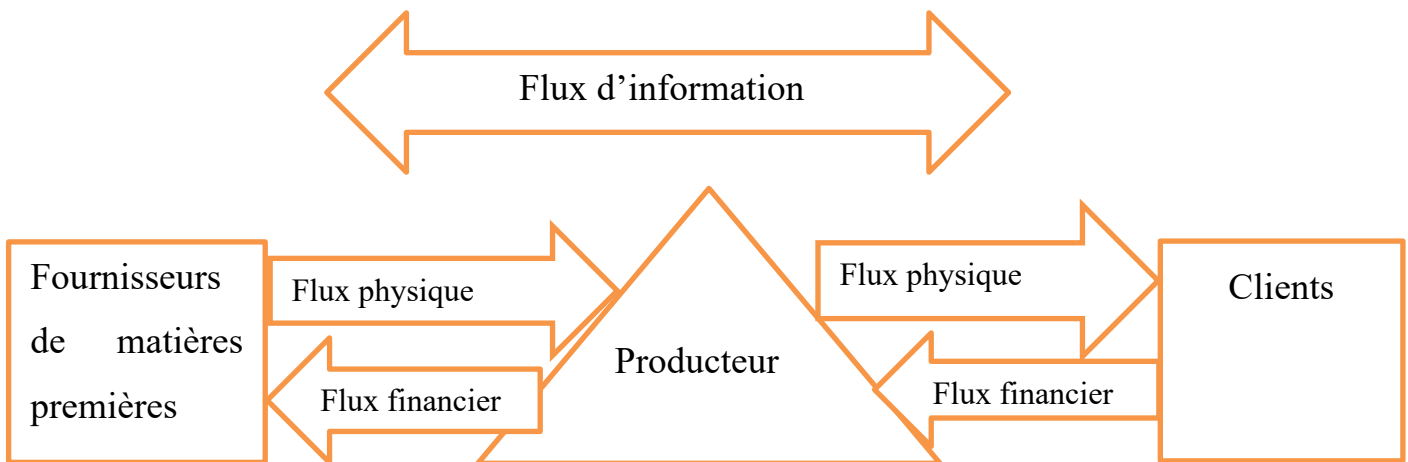 Flux d’information
Fournisseurs
de matières
premières
Flux physique
Flux financier
Producteur
Flux physique
Flux financier
Clients